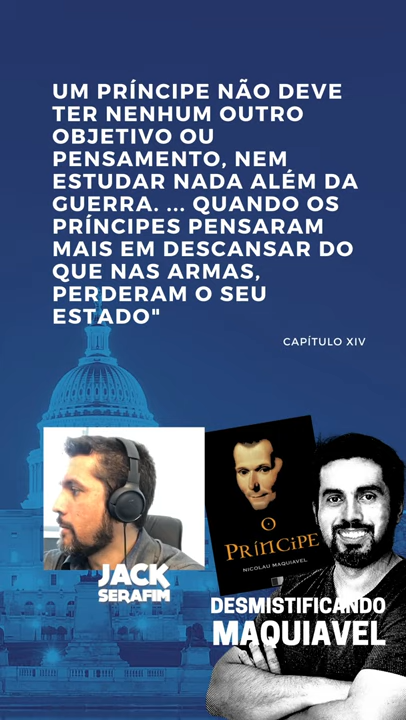 UM PRÍNCIPE NÃO DEVE
TER NENHUM OUTRO
OBJETIVO OU
PENSAMENTO, NEM
ESTUDAR NADA ALÉM DA
GUERRA. ... QUANDO OS
PRÍNCIPES PENSARAM
MAIS EM DESCANSAR DO
QUE NAS ARMAS,
PERDERAM O SEU
ESTADO"
CAPÍTULO XIV
JACK
SERAFIM
O
PRÍNCIPE
NICOLAU MAQUIAVEL
DESMISTIFICANDO
MAQUIAVEL